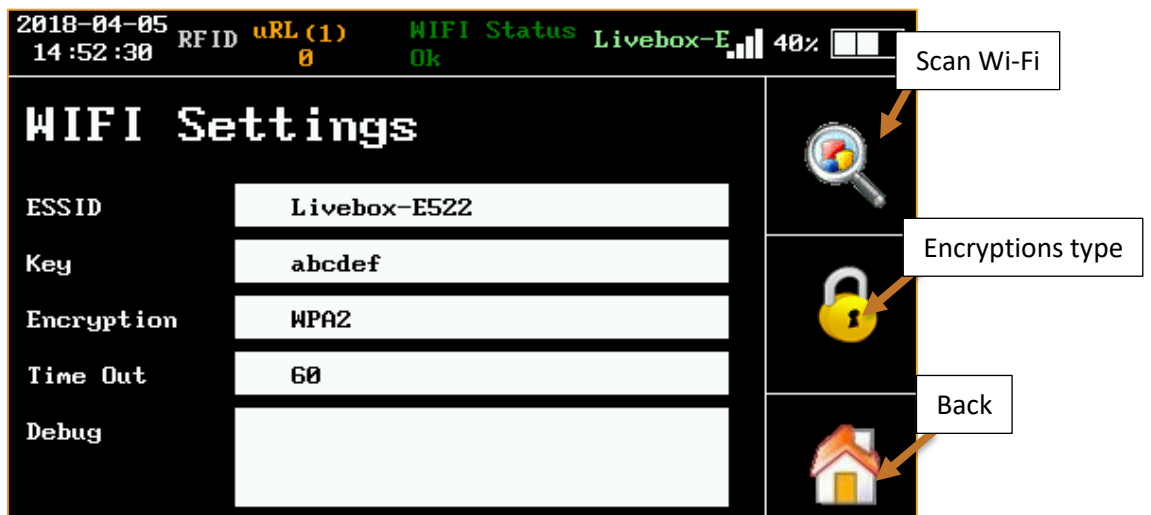 2018-04-05 RFID uRL (1) WIFI Status Livebox-E 40%
14:52:30 0 Ok
Scan Wi-Fi
WIFI Settings
ESSID Livebox-E522
Encryptions type
Key abcdef
Encryption WPA2
Time Out 60
Back
Debug